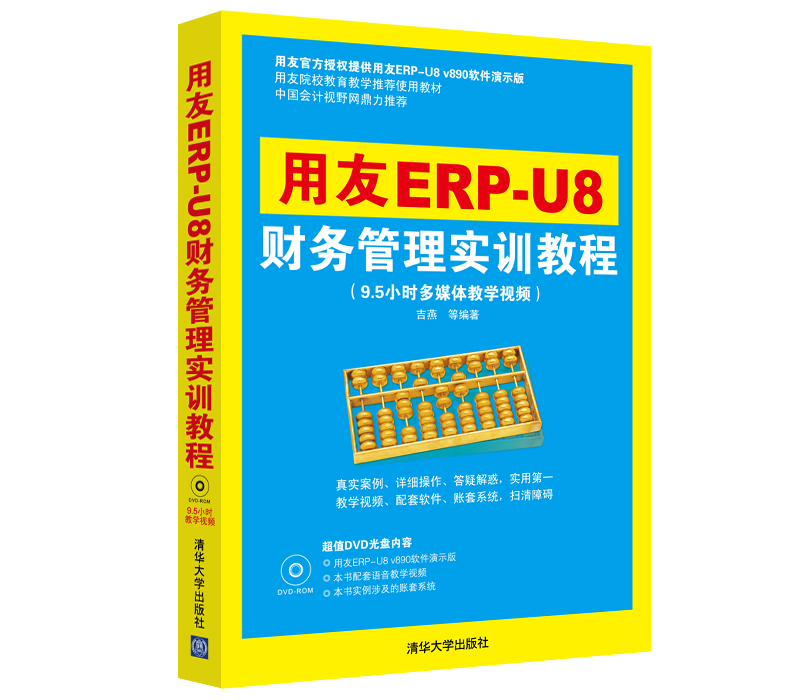 用友ERP-U8财务管理实训教程
DVD-ROM
9.5小时
教学视频
清华大学出版社
用友官方授权提供用友ERP-U8 v890软件演示版
用友院校教育教学推荐使用教材
中国会计视野网鼎力推荐
用友ERP-U8
财务管理实训教程
（9.5小时多媒体教学视频）
吉燕 等编著
真实案例、详细操作、答疑解惑，实用第一
教学视频、配套软件、账套系统，扫清障碍
超值DVD光盘内容
用友ERP-U8 v890软件演示版
本书配套语音教学视频
本书实例涉及的账套系统
DVD-ROM
清华大学出版社